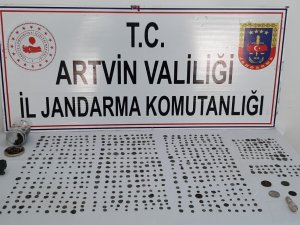 T.C.
ARTVİN VALİLİĞİ
İL JANDARMA KOMUTANLIĞI